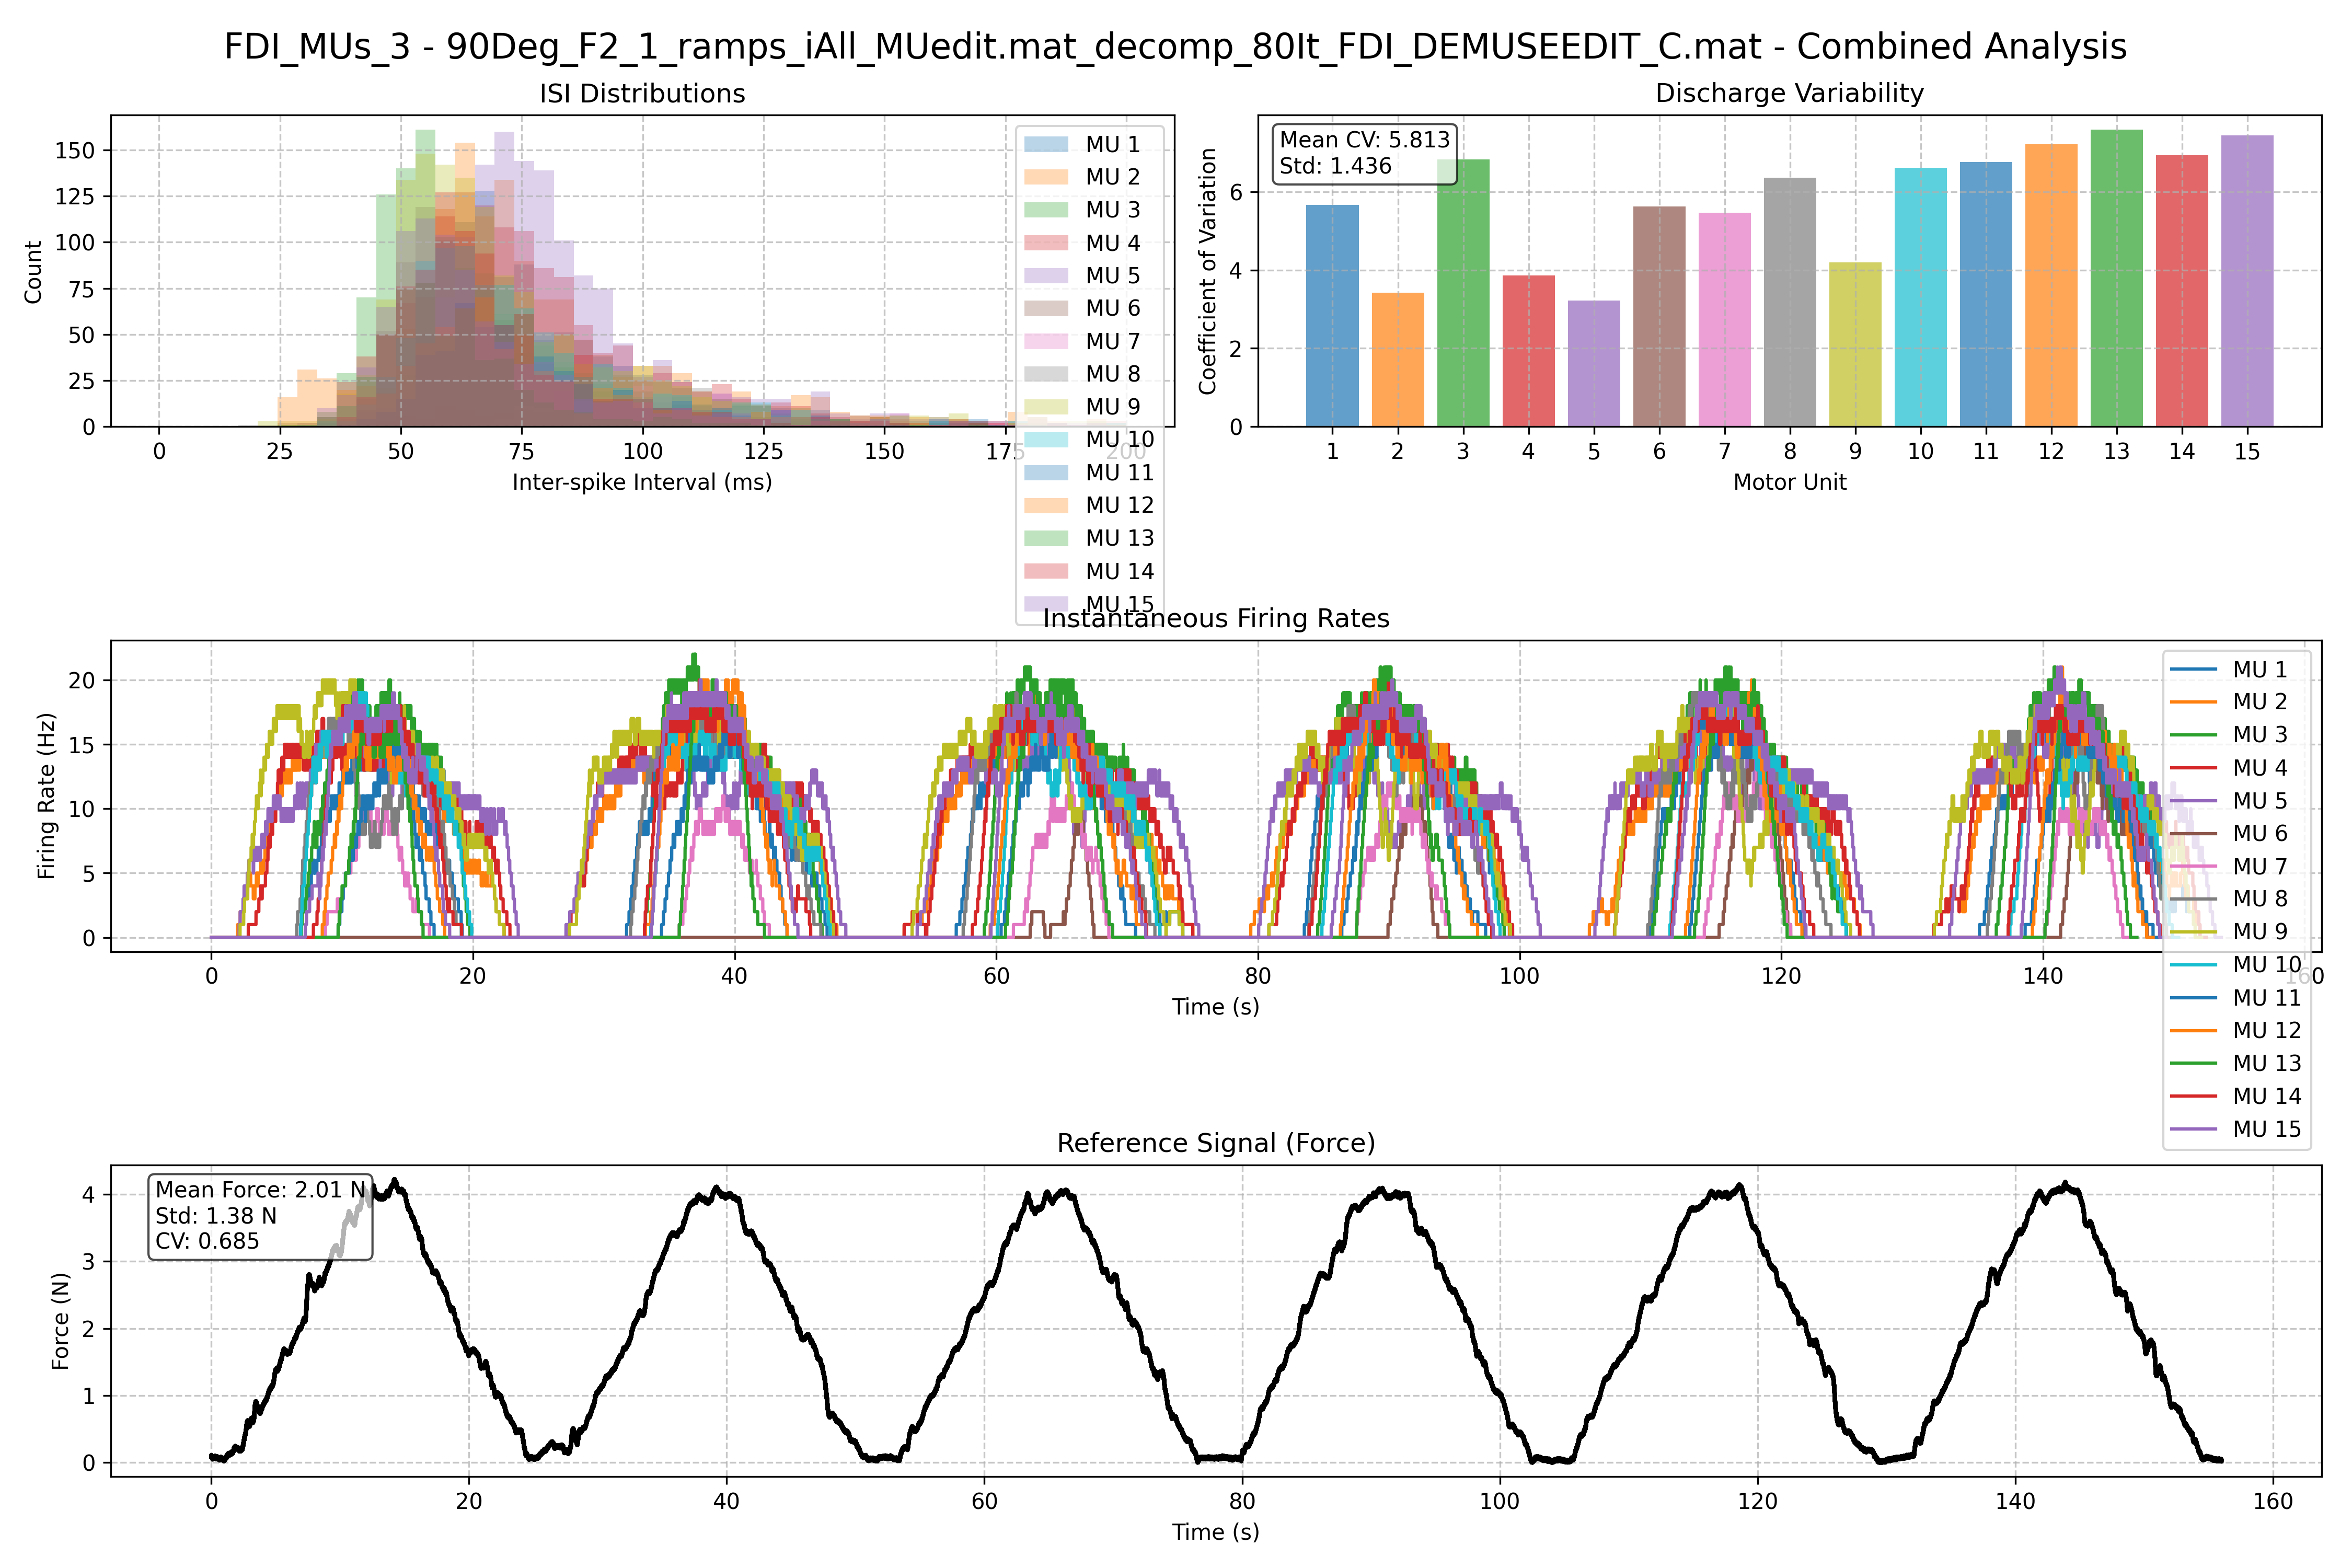 FDI_MUs_3 - 90Deg_F2_1_ramps_iAll_MUedit.mat_decomp_80It_FDI_DEMUSEEDIT_C.mat - Combined Analysis
ISI Distributions
Count
0
25
50
75
100
125
150
0 25 50 75 100 125 150 175 200
Inter-spike Interval (ms)
MU 1
MU 2
MU 3
MU 4
MU 5
MU 6
MU 7
MU 8
MU 9
MU 10
MU 11
MU 12
MU 13
MU 14
MU 15
Discharge Variability
Mean CV: 5.813
Std: 1.436
Coefficient of Variation
0
2
4
6
1 2 3 4 5 6 7 8 9 10 11 12 13 14 15
Motor Unit
Instantaneous Firing Rates
Firing Rate (Hz)
20
15
10
5
0
0 20 40 60 80 100 120 140 160
Time (s)
MU 1
MU 2
MU 3
MU 4
MU 5
MU 6
MU 7
MU 8
MU 9
MU 10
MU 11
MU 12
MU 13
MU 14
MU 15
Reference Signal (Force)
Mean Force: 2.01 N
Std: 1.38 N
CV: 0.685
Force (N)
4
3
2
1
0
0 20 40 60 80 100 120 140 160
Time (s)